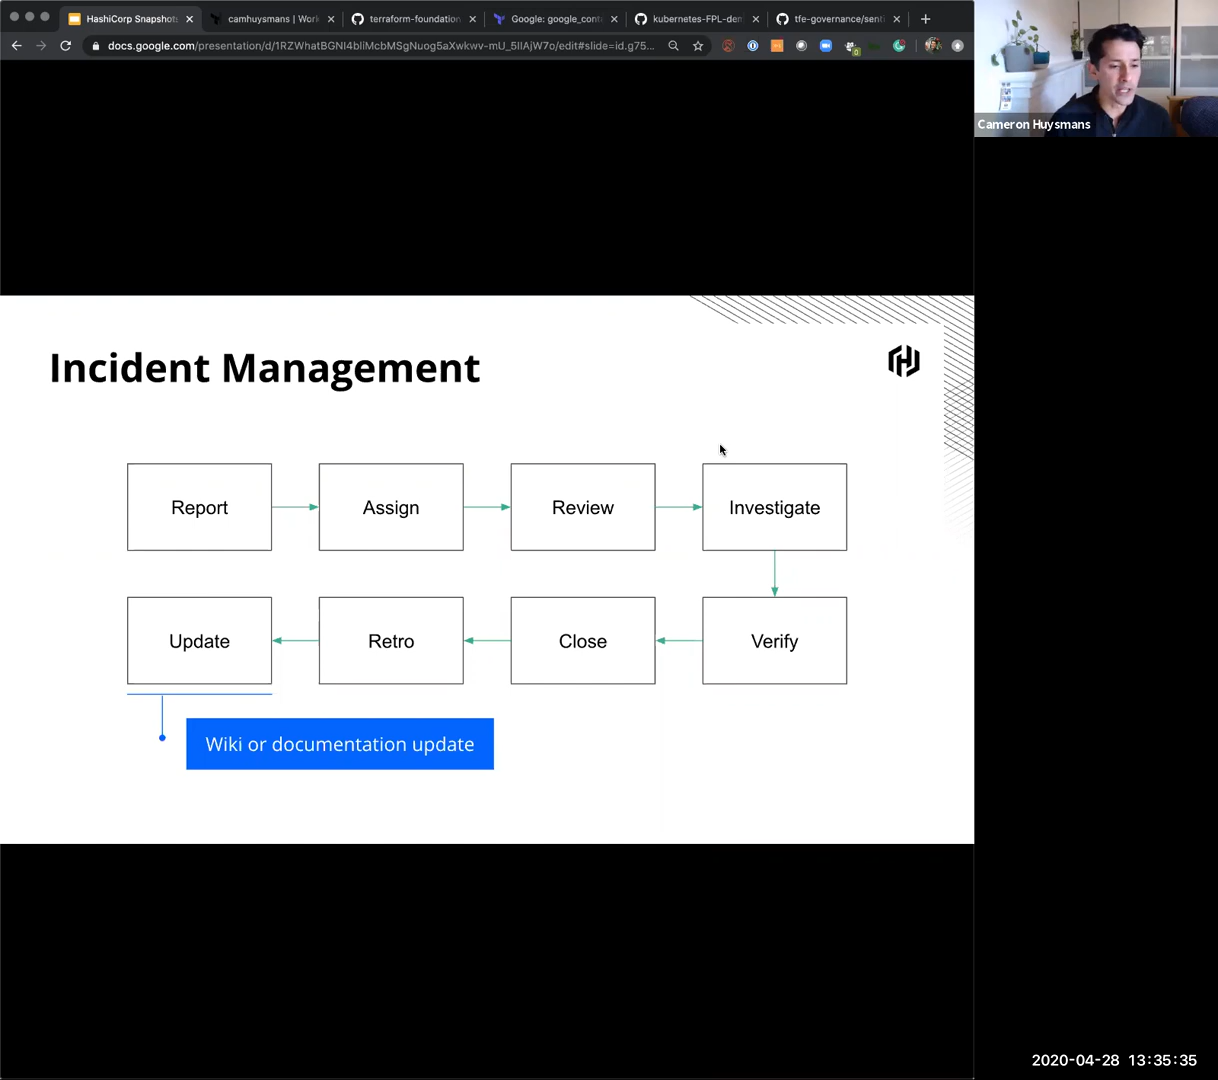 HashiCorp Snapshot:
camhuysmans | Work
terraform-foundation
Google: google_cont
kubernetes-FPL-den
tfe-governance/senti
docs.google.com/presentation/d/1RZWhatBGNI4bliMcbMSgNuog5aXwkwv-mU_5IIAjW7o/edit#slide=id.g75...
Cameron Huysmans
Incident Management
Report
Assign
Review
Investigate
Update
Retro
Close
Verify
Wiki or documentation update
2020-04-28 13:35:35